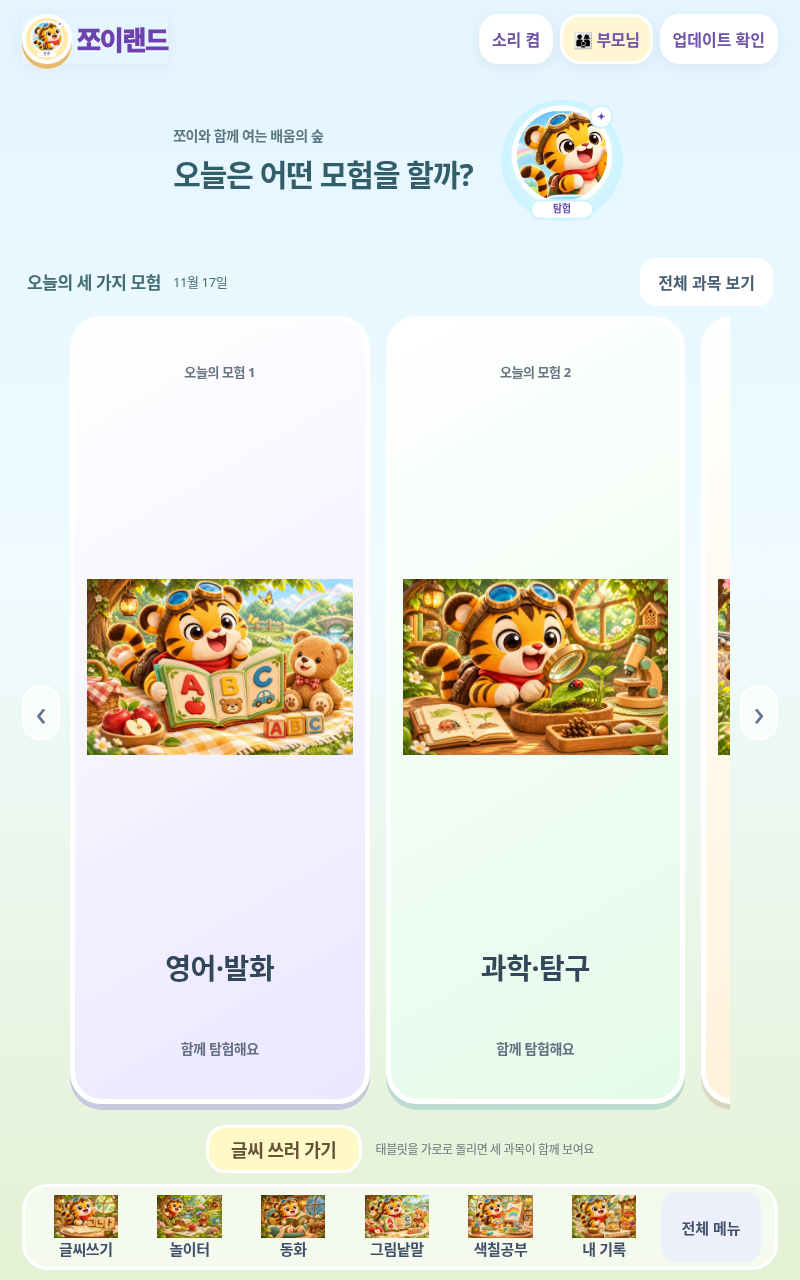 쪼이랜드
소리 켬
부모님
업데이트 확인
쪼이와 함께 여는 배움의 숲
오늘은 어떤 모험을 할까?
탐험
오늘의 세 가지 모험
11월 17일
전체 과목 보기
오늘의 모험 1
오늘의 모험 2
A B C
A B C
영어·발화
과학·탐구
함께 탐험해요
함께 탐험해요
글씨 쓰러 가기
태블릿을 가로로 돌리면 세 과목이 함께 보여요
글씨쓰기
놀이터
동화
그림낱말
색칠공부
내 기록
전체 메뉴